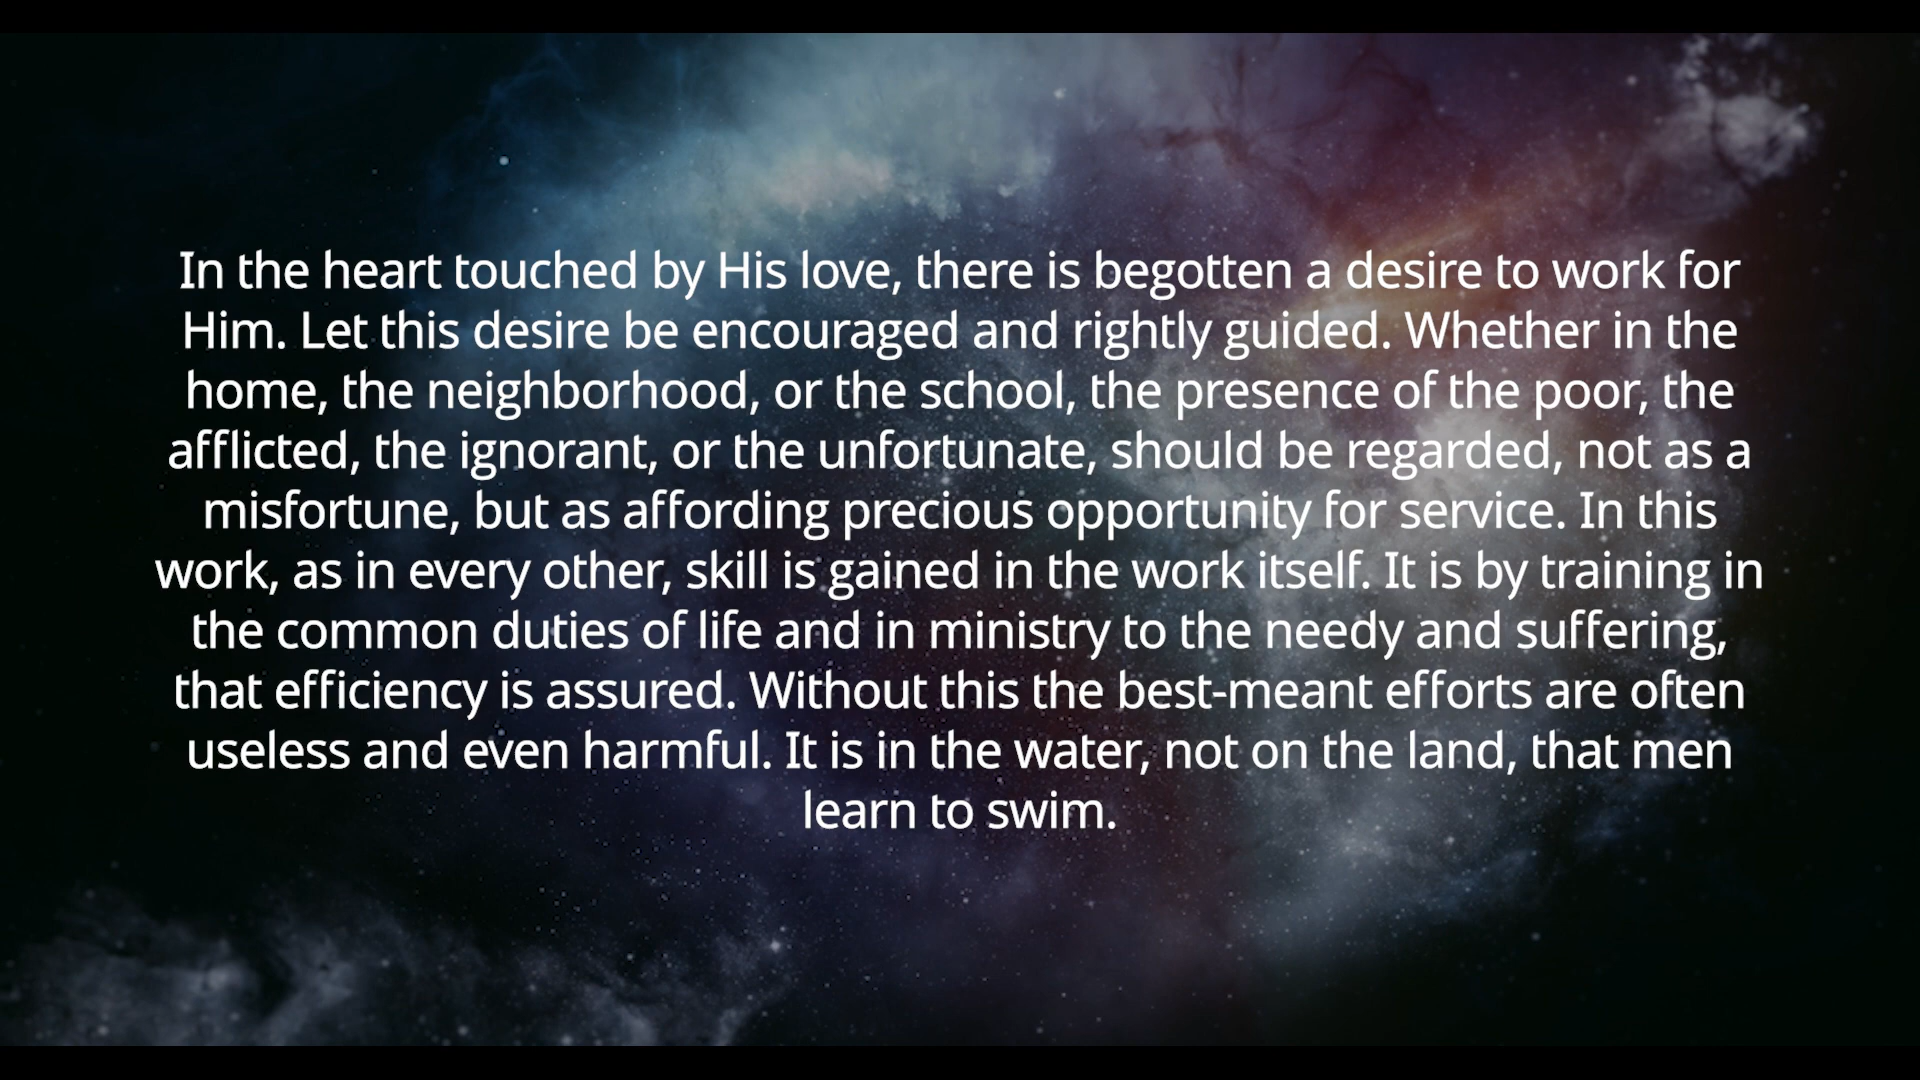 In the heart touched by His love, there is begotten a desire to work for
Him. Let this desire be encouraged and rightly guided. Whether in the
home, the neighborhood, or the school, the presence of the poor, the
afflicted, the ignorant, or the unfortunate, should be regarded, not as a
misfortune, but as affording precious opportunity for service. In this
work, as in every other, skill is gained in the work itself. It is by training in
the common duties of life and in ministry to the needy and suffering,
that efficiency is assured. Without this the best-meant efforts are often
useless and even harmful. It is in the water, not on the land, that men
learn to swim.